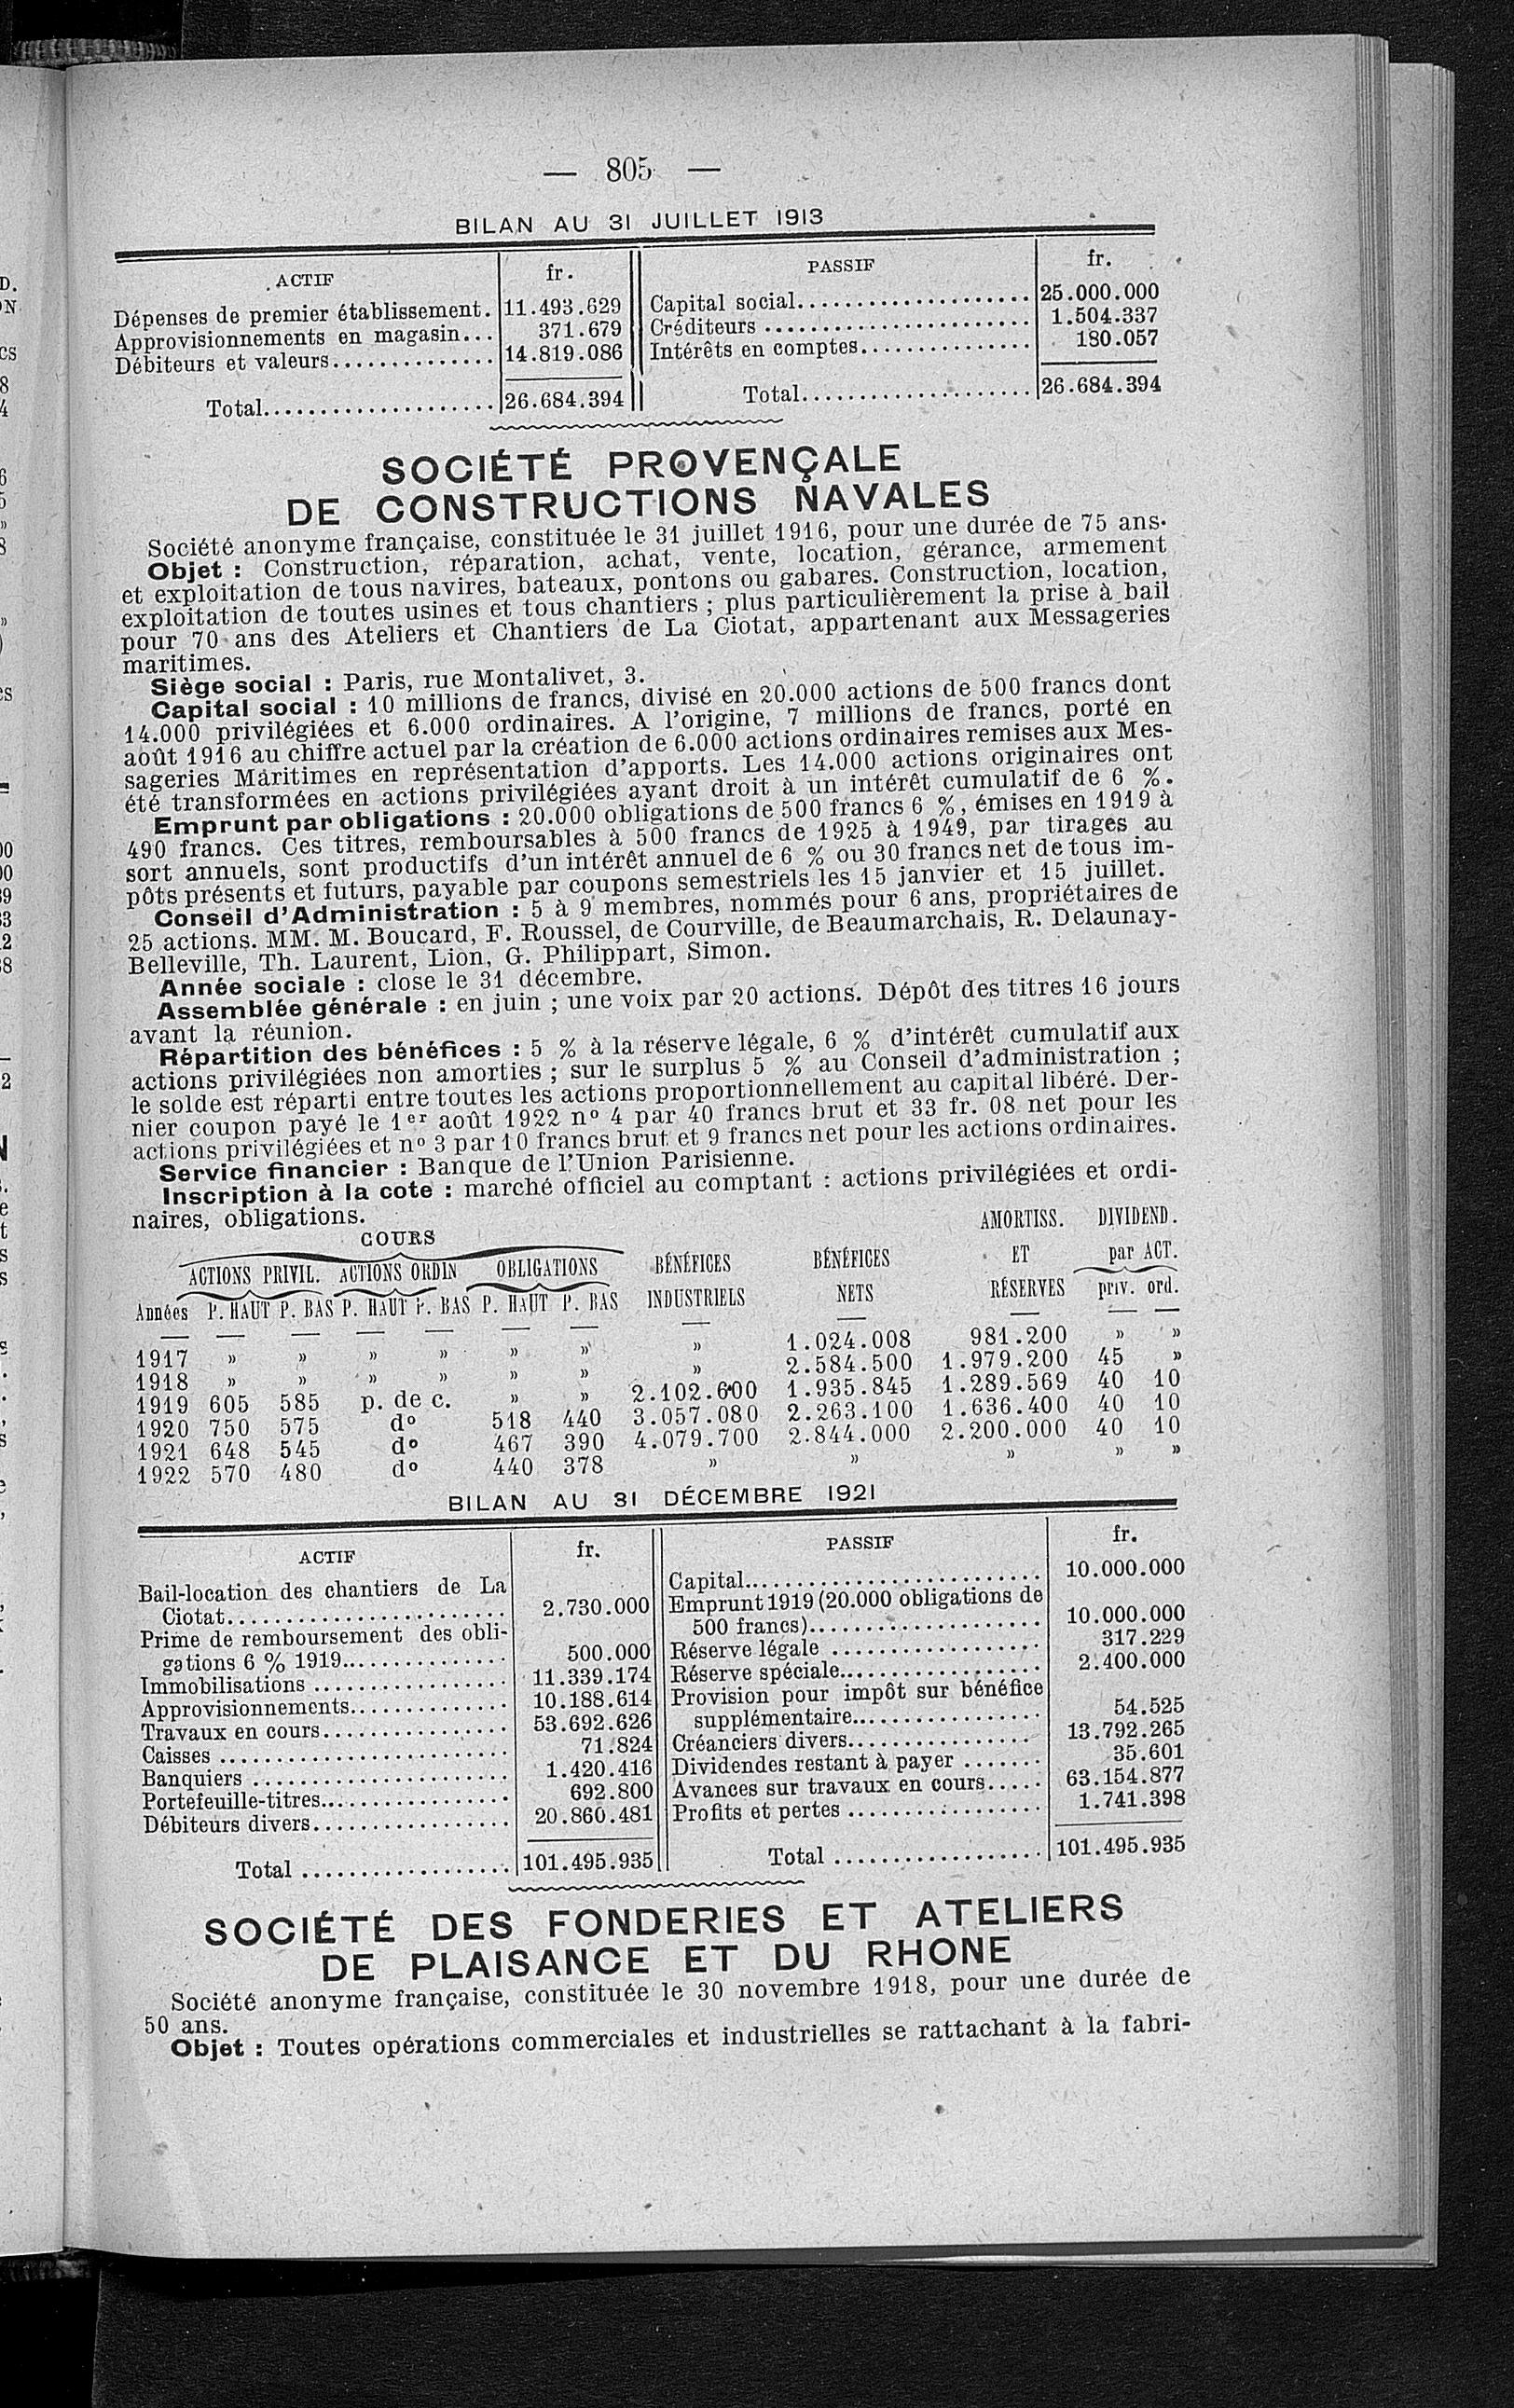 — 805 —
BILAN AU 31 JUILLET 1913
ACTIF fr. PASSIF fr.
Dépenses de premier établissement. 11.493.629 Capital social.................... 25.000.000
Approvisionnements en magasin... 371.679 Créditeurs ....................... 1.504.337
Débiteurs et valeurs.............. 14.819.086 Intérêts en comptes............... 180.057
Total.................... 26.684.394 Total.................... 26.684.394
SOCIÉTÉ PROVENÇALE
DE CONSTRUCTIONS NAVALES
Société anonyme française, constituée le 31 juillet 1916, pour une durée de 75 ans.
Objet : Construction, réparation, achat, vente, location, gérance, armement
et exploitation de tous navires, bateaux, pontons ou gabares. Construction, location,
exploitation de toutes usines et tous chantiers ; plus particulièrement la prise à bail
pour 70 ans des Ateliers et Chantiers de La Ciotat, appartenant aux Messageries
maritimes.
Siège social : Paris, rue Montalivet, 3.
Capital social : 10 millions de francs, divisé en 20.000 actions de 500 francs dont
14.000 privilégiées et 6.000 ordinaires. A l'origine, 7 millions de francs, porté en
août 1916 au chiffre actuel par la création de 6.000 actions ordinaires remises aux Mes-
sageries Maritimes en représentation d'apports. Les 14.000 actions originaires ont
été transformées en actions privilégiées ayant droit à un intérêt cumulatif de 6 %.
Emprunt par obligations : 20.000 obligations de 500 francs 6 %, émises en 1919 à
490 francs. Ces titres, remboursables à 500 francs de 1925 à 1949, par tirages au
sort annuels, sont productifs d'un intérêt annuel de 6 % ou 30 francs net de tous im-
pôts présents et futurs, payable par coupons semestriels les 15 janvier et 15 juillet.
Conseil d'Administration : 5 à 9 membres, nommés pour 6 ans, propriétaires de
25 actions. MM. M. Boucard, F. Roussel, de Courville, de Beaumarchais, R. Delaunay-
Belleville, Th. Laurent, Lion, G. Philippart, Simon.
Année sociale : close le 31 décembre.
Assemblée générale : en juin ; une voix par 20 actions. Dépôt des titres 16 jours
avant la réunion.
Répartition des bénéfices : 5 % à la réserve légale, 6 % d'intérêt cumulatif aux
actions privilégiées non amorties ; sur le surplus 5 % au Conseil d'administration ;
le solde est réparti entre toutes les actions proportionnellement au capital libéré. Der-
nier coupon payé le 1er août 1922 nº 4 par 40 francs brut et 33 fr. 08 net pour les
actions privilégiées et nº 3 par 10 francs brut et 9 francs net pour les actions ordinaires.
Service financier : Banque de l'Union Parisienne.
Inscription à la cote : marché officiel au comptant : actions privilégiées et ordi-
naires, obligations.
COURS AMORTISS. DIVIDEND.
ACTIONS PRIVIL. ACTIONS ORDIN OBLIGATIONS BÉNÉFICES BÉNÉFICES ET par ACT.
Années P. HAUT P. BAS P. HAUT P. BAS P. HAUT P. BAS INDUSTRIELS NETS RÉSERVES priv. ord.
1917 » » » » » » » 1.024.008 981.200 » »
1918 » » » » » » » 2.584.500 1.979.200 45 »
1919 605 585 p. de c. » » 2.102.600 1.935.845 1.289.569 40 10
1920 750 575 dº 518 440 3.057.080 2.263.100 1.636.400 40 10
1921 648 545 dº 467 390 4.079.700 2.844.000 2.200.000 40 10
1922 570 480 dº 440 378 » » » » »
BILAN AU 31 DÉCEMBRE 1921
ACTIF fr. PASSIF fr.
Bail-location des chantiers de La Capital.......................... 10.000.000
Ciotat........................ 2.730.000 Emprunt 1919 (20.000 obligations de
Prime de remboursement des obli- 500 francs).................... 10.000.000
gations 6 % 1919............... 500.000 Réserve légale .................. 317.229
Immobilisations ................. 11.339.174 Réserve spéciale................. 2.400.000
Approvisionnements.............. 10.188.614 Provision pour impôt sur bénéfice
Travaux en cours................ 53.692.626 supplémentaire................. 54.525
Caisses ......................... 71.824 Créanciers divers................ 13.792.265
Banquiers ...................... 1.420.416 Dividendes restant à payer ....... 35.601
Portefeuille-titres................. 692.800 Avances sur travaux en cours..... 63.154.877
Débiteurs divers................. 20.860.481 Profits et pertes ................. 1.741.398
Total .................. 101.495.935 Total .................. 101.495.935
SOCIÉTÉ DES FONDERIES ET ATELIERS
DE PLAISANCE ET DU RHONE
Société anonyme française, constituée le 30 novembre 1918, pour une durée de
50 ans.
Objet : Toutes opérations commerciales et industrielles se rattachant à la fabri-